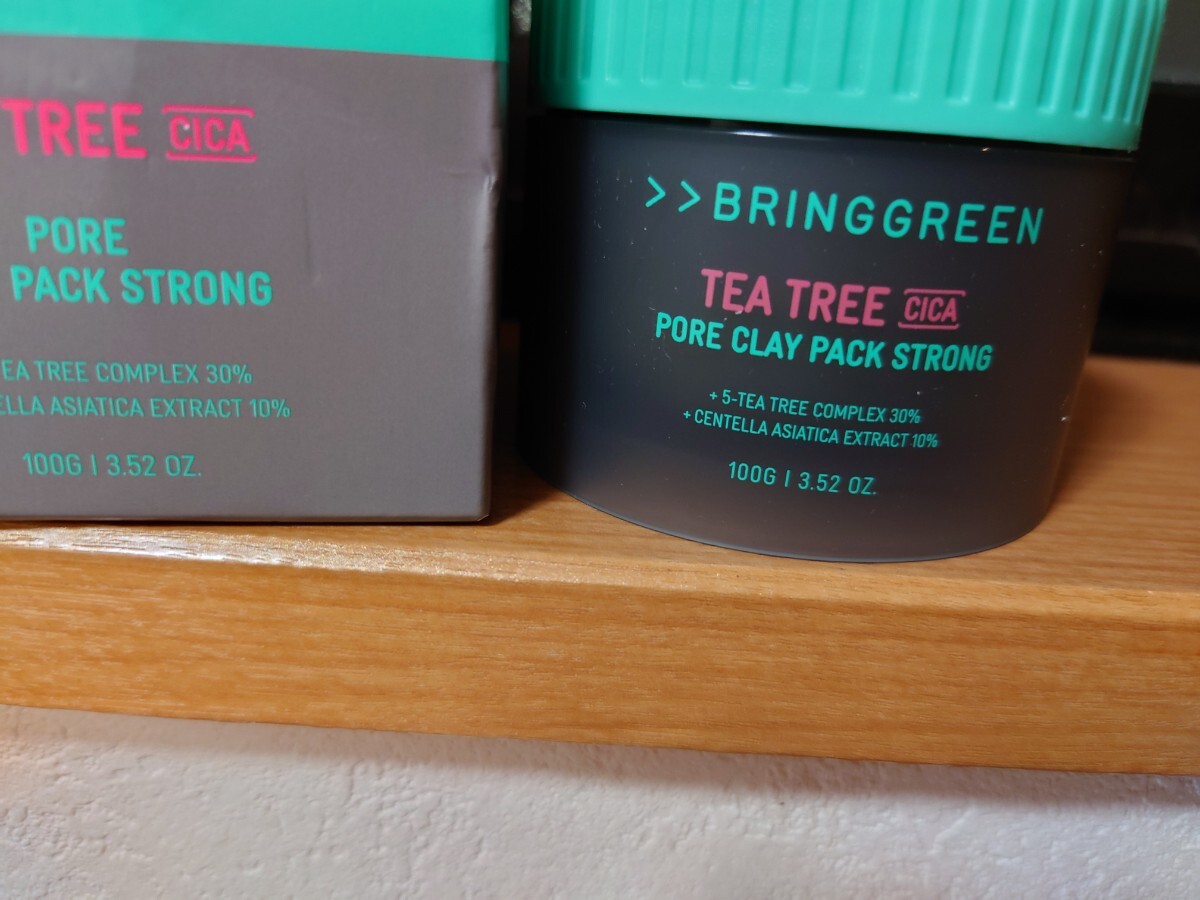 TREE CICA
PORE
PACK STRONG
EA TREE COMPLEX 30%
ELLA ASIATICA EXTRACT 10%
100G | 3.52 OZ.
>>BRINGGREEN
TEA TREE CICA
PORE CLAY PACK STRONG
+ 5-TEA TREE COMPLEX 30%
+ CENTELLA ASIATICA EXTRACT 10%
100G | 3.52 OZ.